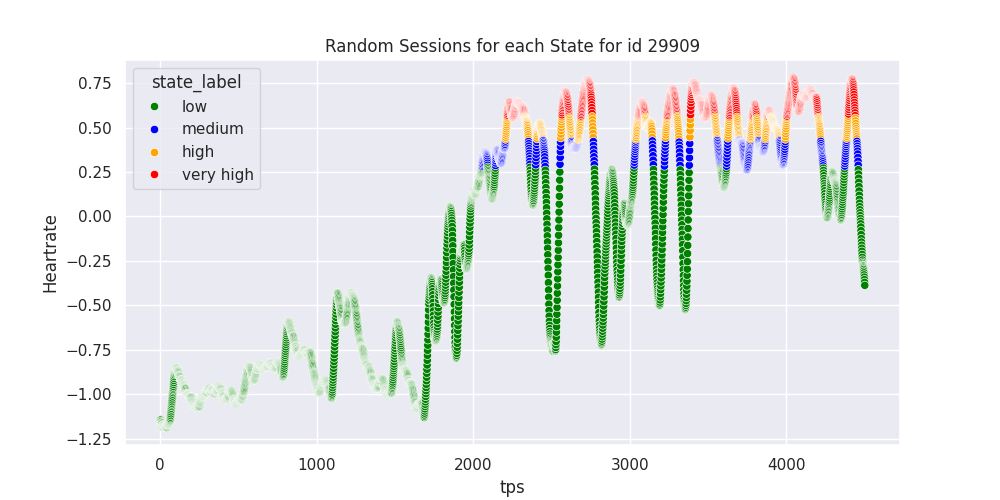 Random Sessions for each State for id 29909
state_label
low
medium
high
very high
Heartrate
0.75
0.50
0.25
0.00
−0.25
−0.50
−0.75
−1.00
−1.25
0 1000 2000 3000 4000
tps